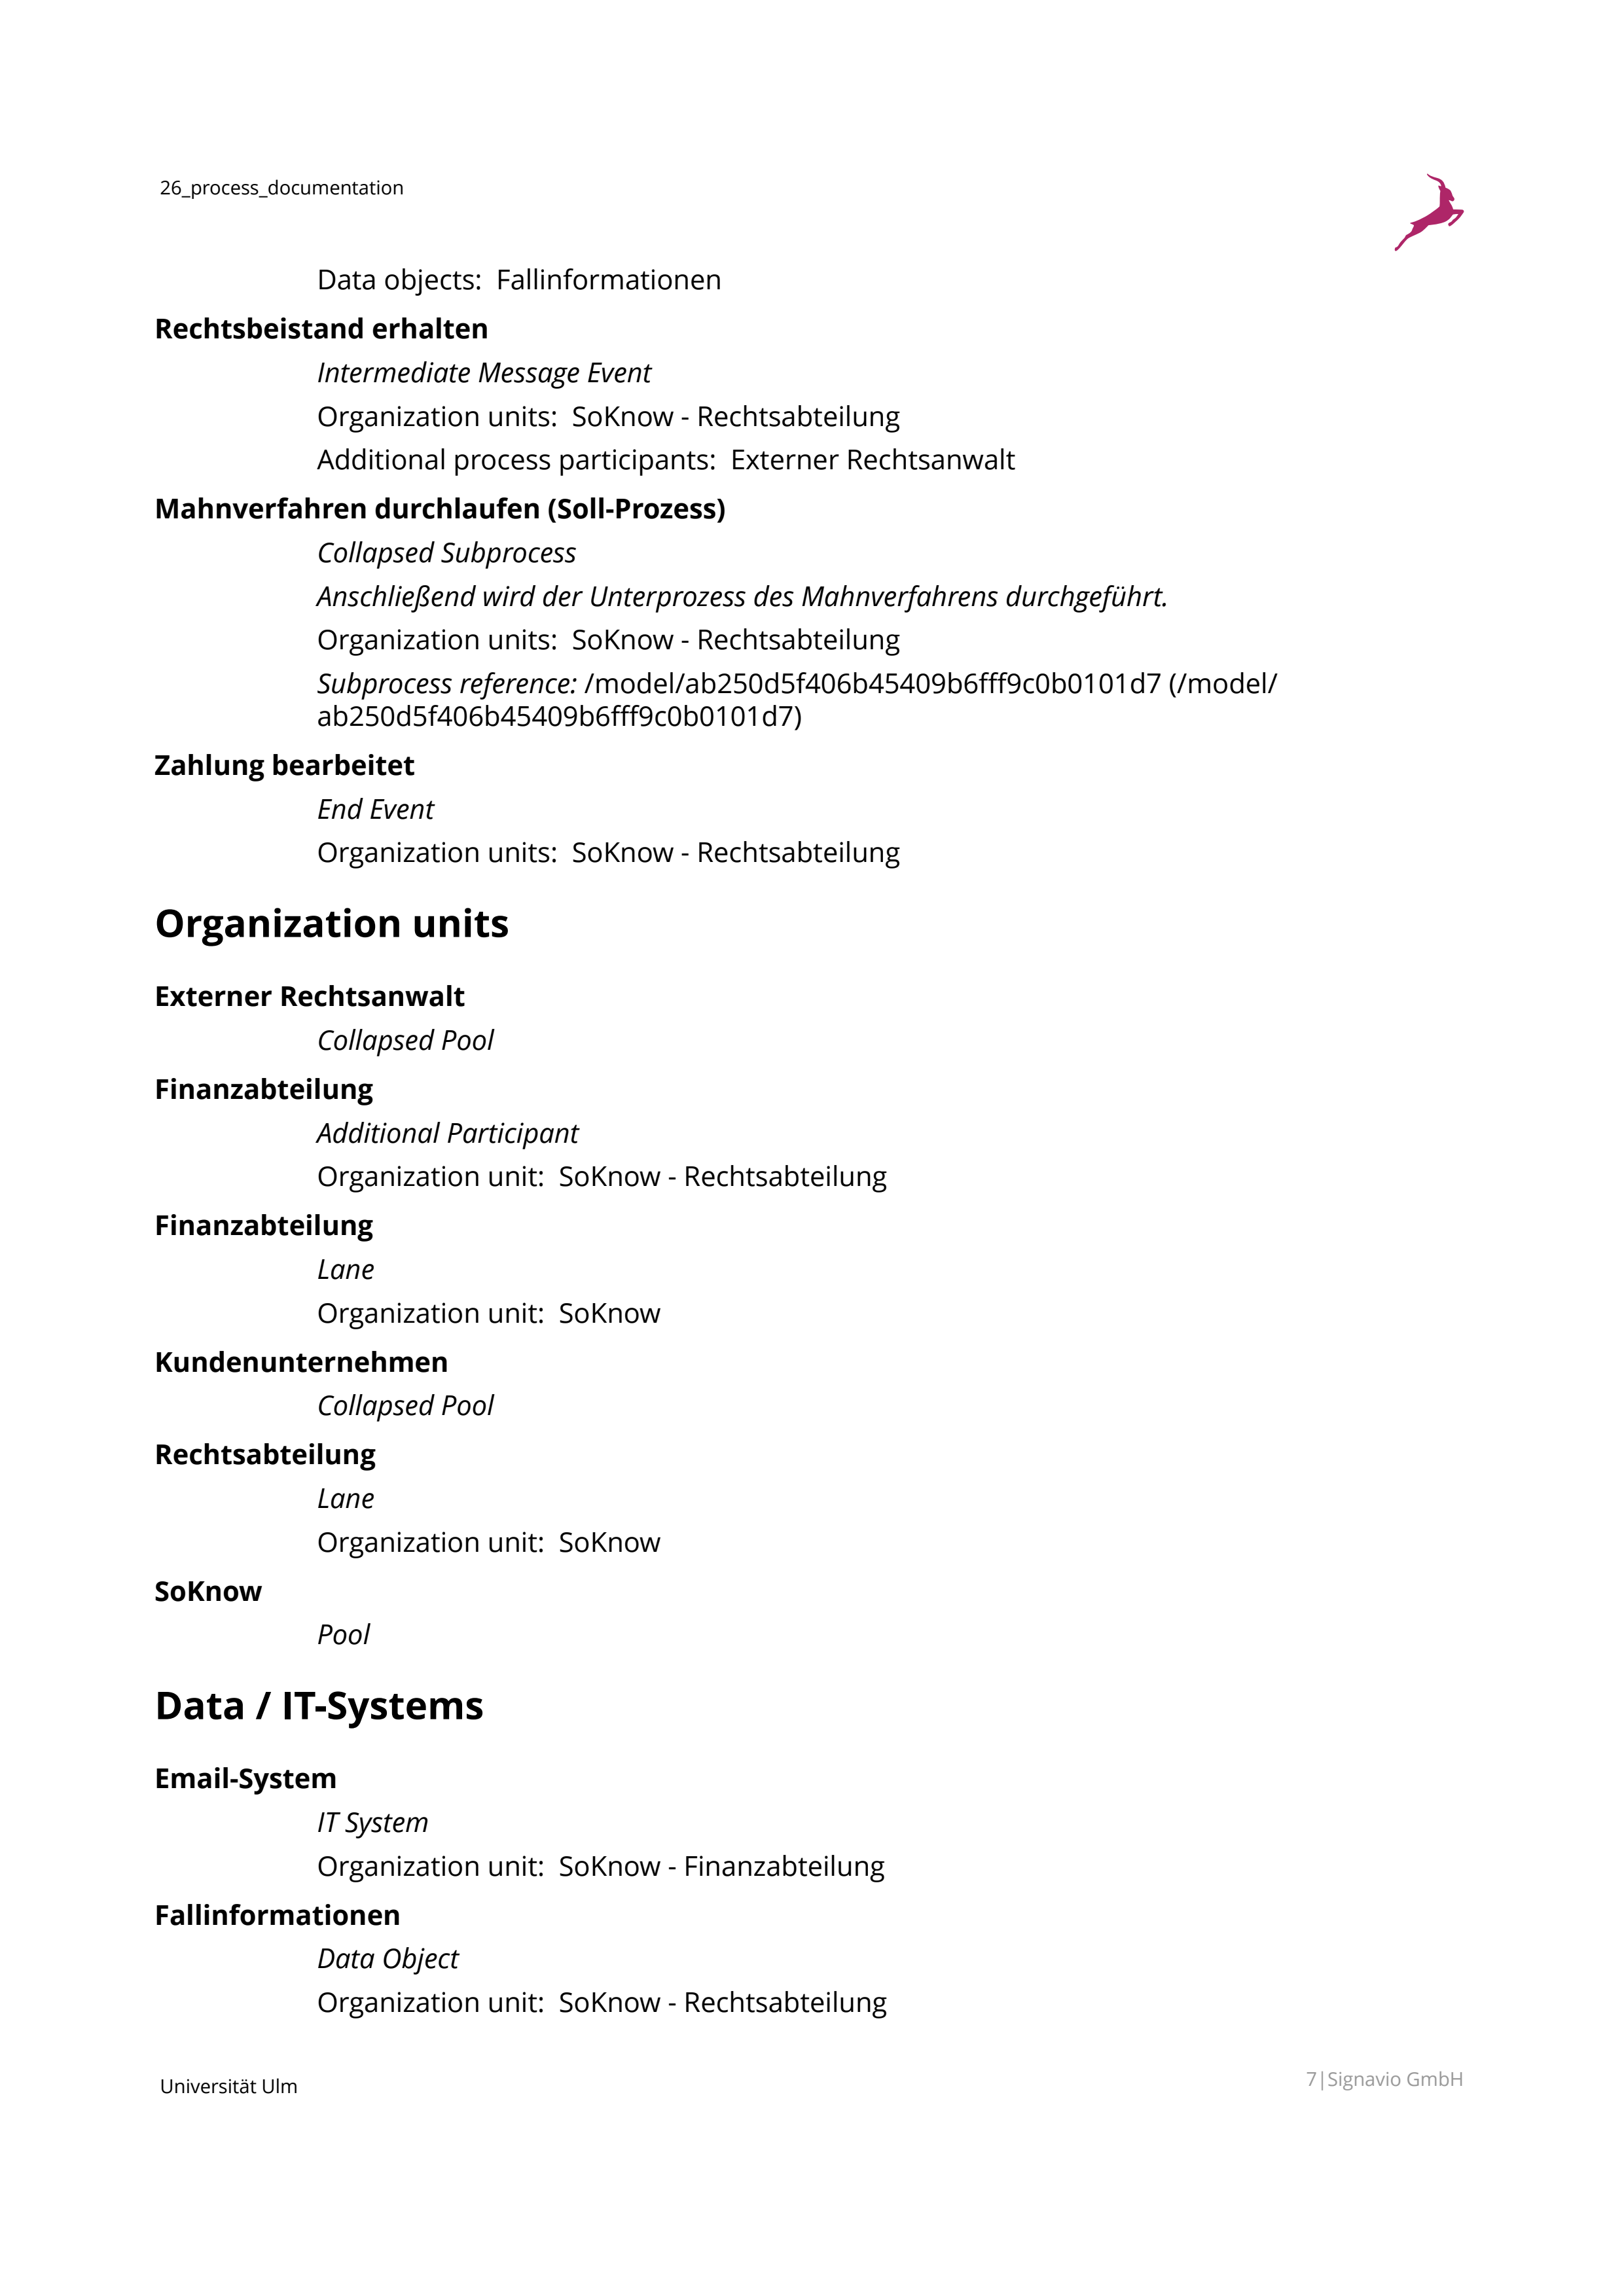 26_process_documentation
Data objects:  Fallinformationen
Rechtsbeistand erhalten
Intermediate Message Event
Organization units:  SoKnow - Rechtsabteilung
Additional process participants:  Externer Rechtsanwalt
Mahnverfahren durchlaufen (Soll-Prozess)
Collapsed Subprocess
Anschließend wird der Unterprozess des Mahnverfahrens durchgeführt.
Organization units:  SoKnow - Rechtsabteilung
Subprocess reference: /model/ab250d5f406b45409b6fff9c0b0101d7 (/model/
ab250d5f406b45409b6fff9c0b0101d7)
Zahlung bearbeitet
End Event
Organization units:  SoKnow - Rechtsabteilung
Organization units
Externer Rechtsanwalt
Collapsed Pool
Finanzabteilung
Additional Participant
Organization unit:  SoKnow - Rechtsabteilung
Finanzabteilung
Lane
Organization unit:  SoKnow
Kundenunternehmen
Collapsed Pool
Rechtsabteilung
Lane
Organization unit:  SoKnow
SoKnow
Pool
Data / IT-Systems
Email-System
IT System
Organization unit:  SoKnow - Finanzabteilung
Fallinformationen
Data Object
Organization unit:  SoKnow - Rechtsabteilung
Universität Ulm
7|Signavio GmbH